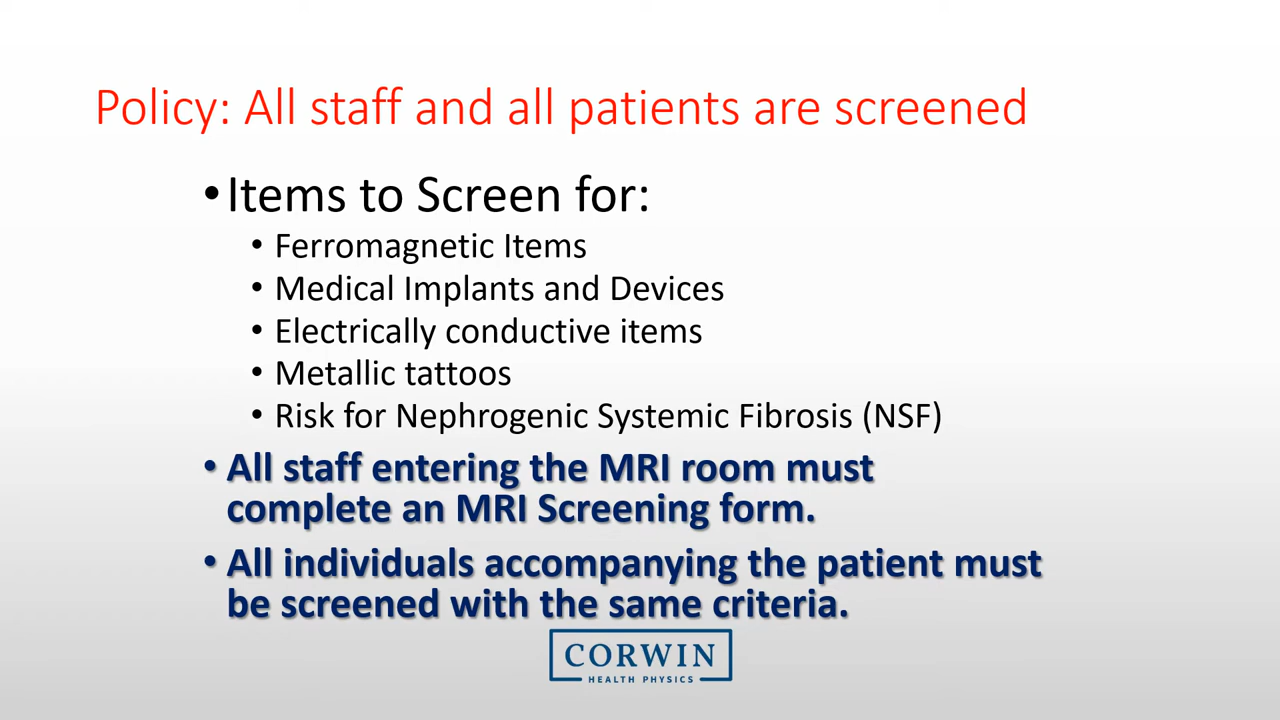 Policy: All staff and all patients are screened
•Items to Screen for:
• Ferromagnetic Items
• Medical Implants and Devices
• Electrically conductive items
• Metallic tattoos
• Risk for Nephrogenic Systemic Fibrosis (NSF)
• All staff entering the MRI room must
complete an MRI Screening form.
• All individuals accompanying the patient must
be screened with the same criteria.
CORWIN
HEALTH PHYSICS